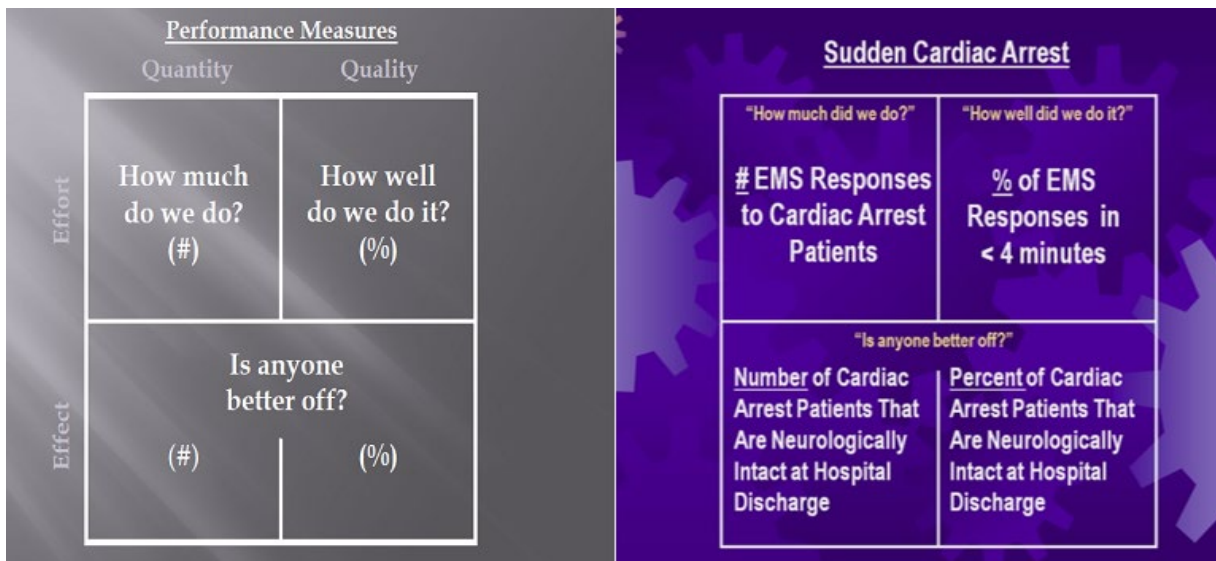 Performance Measures
Quantity
Quality
Effort
How much
do we do?
(#)
How well
do we do it?
(%)
Effect
Is anyone
better off?
(#)
(%)
Sudden Cardiac Arrest
“How much did we do?”
# EMS Responses
to Cardiac Arrest
Patients
“How well did we do it?”
% of EMS
Responses in
< 4 minutes
“Is anyone better off?”
Number of Cardiac
Arrest Patients That
Are Neurologically
Intact at Hospital
Discharge
Percent of Cardiac
Arrest Patients That
Are Neurologically
Intact at Hospital
Discharge